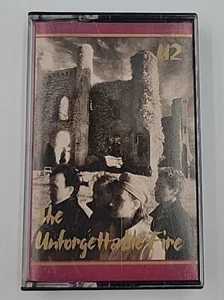 U2
The
Unforgettable Fire